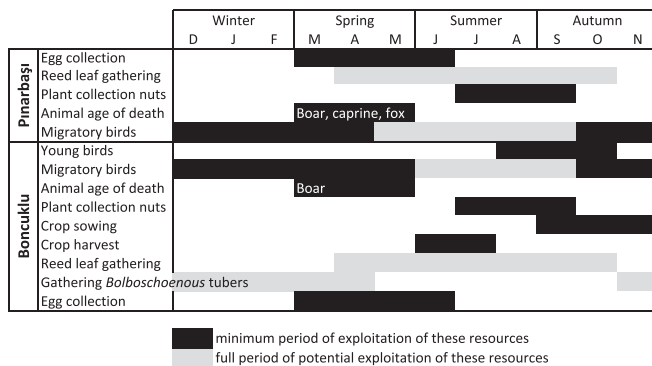 Winter Spring Summer Autumn
D J F M A M J J A S O N
Pınarbaşı
Egg collection
Reed leaf gathering
Plant collection nuts
Animal age of death Boar, caprine, fox
Migratory birds
Boncuklu
Young birds
Migratory birds
Animal age of death Boar
Plant collection nuts
Crop sowing
Crop harvest
Reed leaf gathering
Gathering Bolboschoenous tubers
Egg collection
minimum period of exploitation of these resources
full period of potential exploitation of these resources